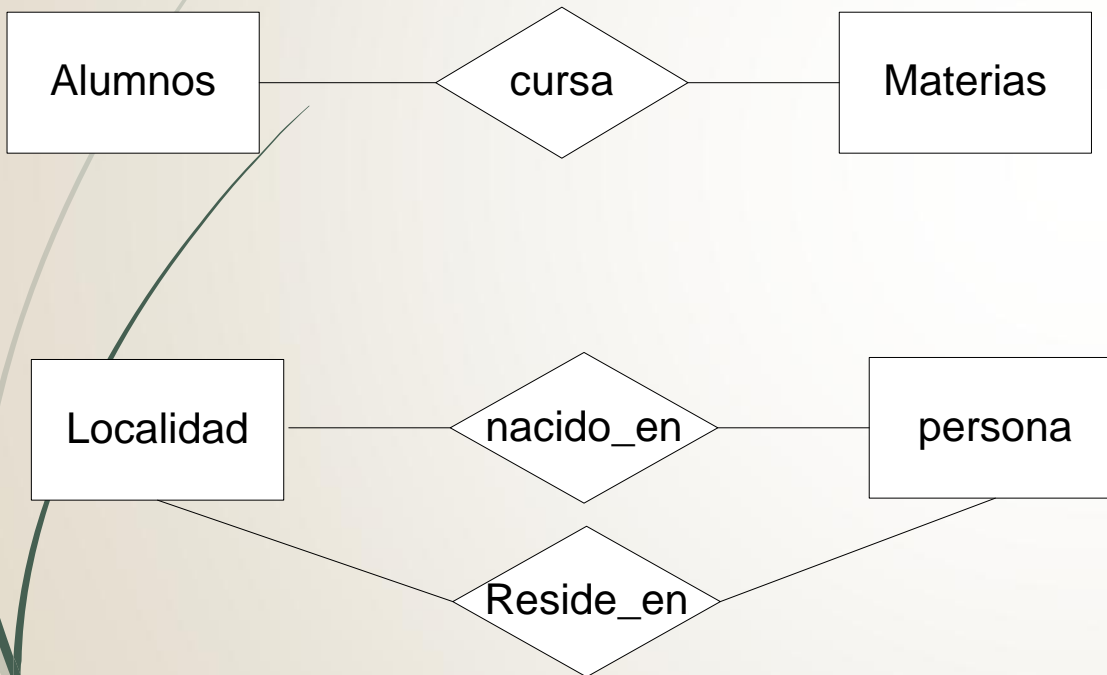 Alumnos
cursa
Materias
Localidad
nacido_en
persona
Reside_en